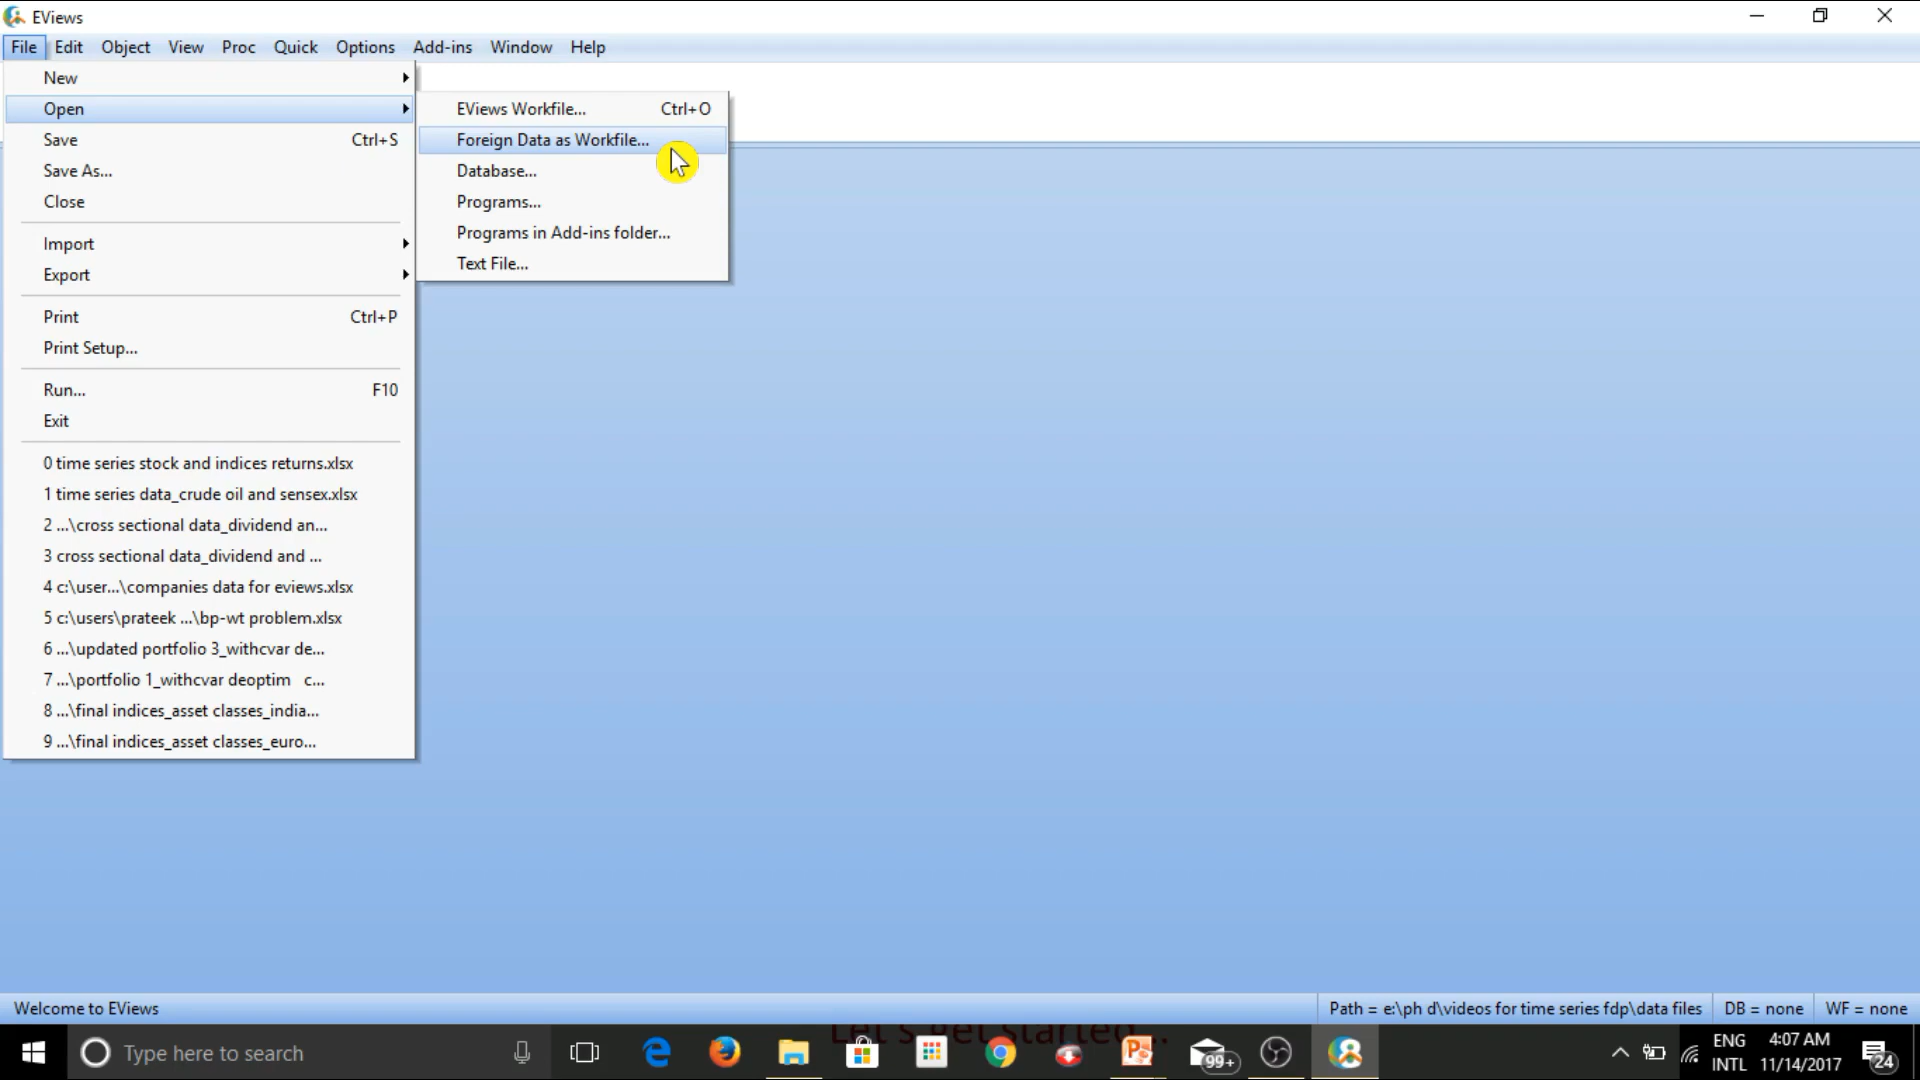 EViews
File Edit Object View Proc Quick Options Add-ins Window Help
New
Open
Save Ctrl+S
Save As...
Close
Import
Export
Print Ctrl+P
Print Setup...
Run... F10
Exit
0 time series stock and indices returns.xlsx
1 time series data_crude oil and sensex.xlsx
2 ...\cross sectional data_dividend an...
3 cross sectional data_dividend and ...
4 c:\user...\companies data for eviews.xlsx
5 c:\users\prateek ...\bp-wt problem.xlsx
6 ...\updated portfolio 3_withcvar de...
7 ...\portfolio 1_withcvar deoptim   c...
8 ...\final indices_asset classes_india...
9 ...\final indices_asset classes_euro...
EViews Workfile... Ctrl+O
Foreign Data as Workfile...
Database...
Programs...
Programs in Add-ins folder...
Text File...
Welcome to EViews
Path = e:\ph d\videos for time series fdp\data files DB = none WF = none
Let's get started...
Type here to search
99+
ENG
INTL
4:07 AM
11/14/2017
24